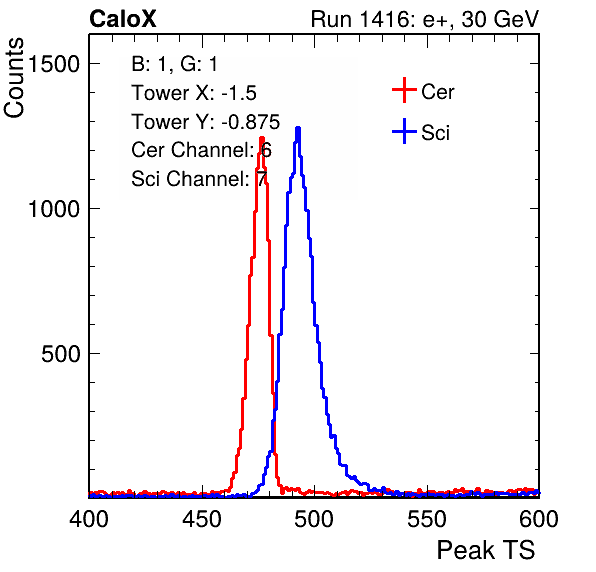 CaloX Run 1416: e+, 30 GeV
Counts
1500
1000
500
B: 1, G: 1
Tower X: -1.5
Tower Y: -0.875
Cer Channel: 6
Sci Channel: 7
Cer
Sci
400 450 500 550 600
Peak TS